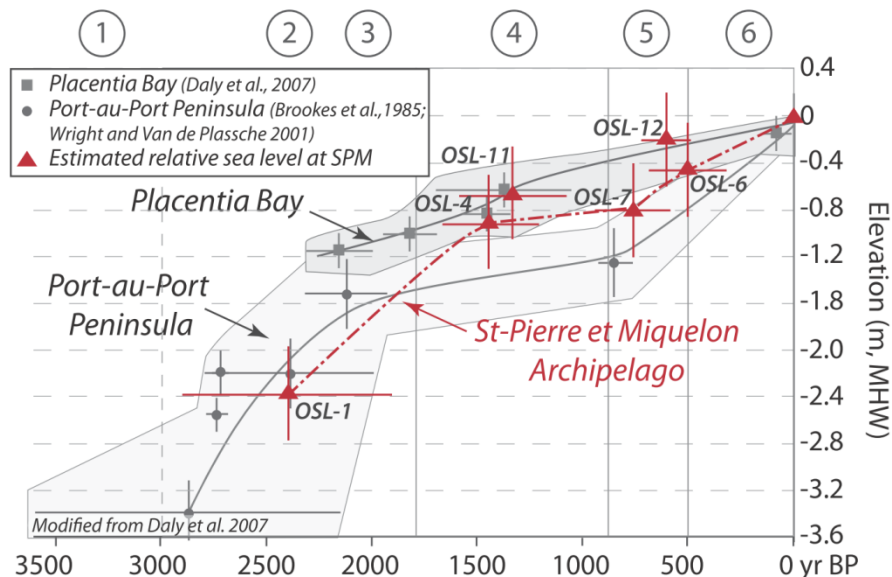 1 2 3 4 5 6
Placentia Bay (Daly et al., 2007)
Port-au-Port Peninsula (Brookes et al.,1985;
Wright and Van de Plassche 2001)
Estimated relative sea level at SPM
0.4
0
-0.4
-0.8
-1.2
-1.8
-2.0
-2.4
-2.8
-3.2
-3.6
Elevation (m, MHW)
OSL-12
OSL-11
OSL-4
OSL-7
OSL-6
OSL-1
Placentia Bay
Port-au-Port
Peninsula
St-Pierre et Miquelon
Archipelago
Modified from Daly et al. 2007
3500 3000 2500 2000 1500 1000 500 0 yr BP